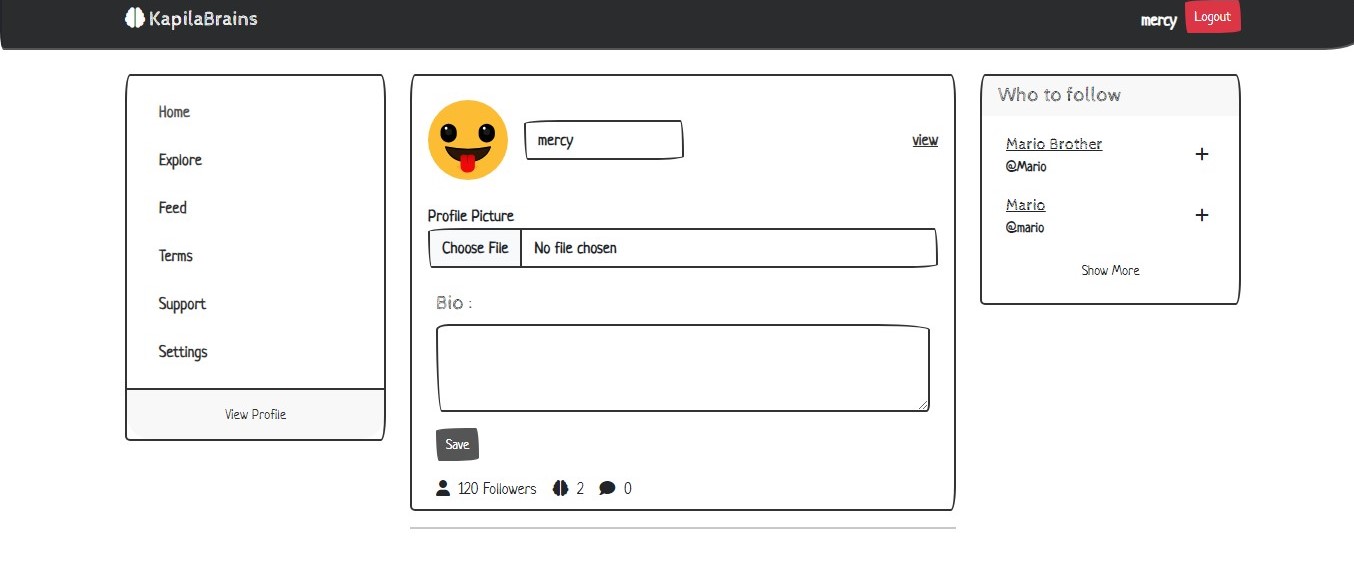 KapilaBrains
mercy Logout
Home
Explore
Feed
Terms
Support
Settings
View Profile
mercy
view
Profile Picture
Choose File No file chosen
Bio :
Save
120 Followers 2 0
Who to follow
Mario Brother
@Mario
+
Mario
@mario
+
Show More